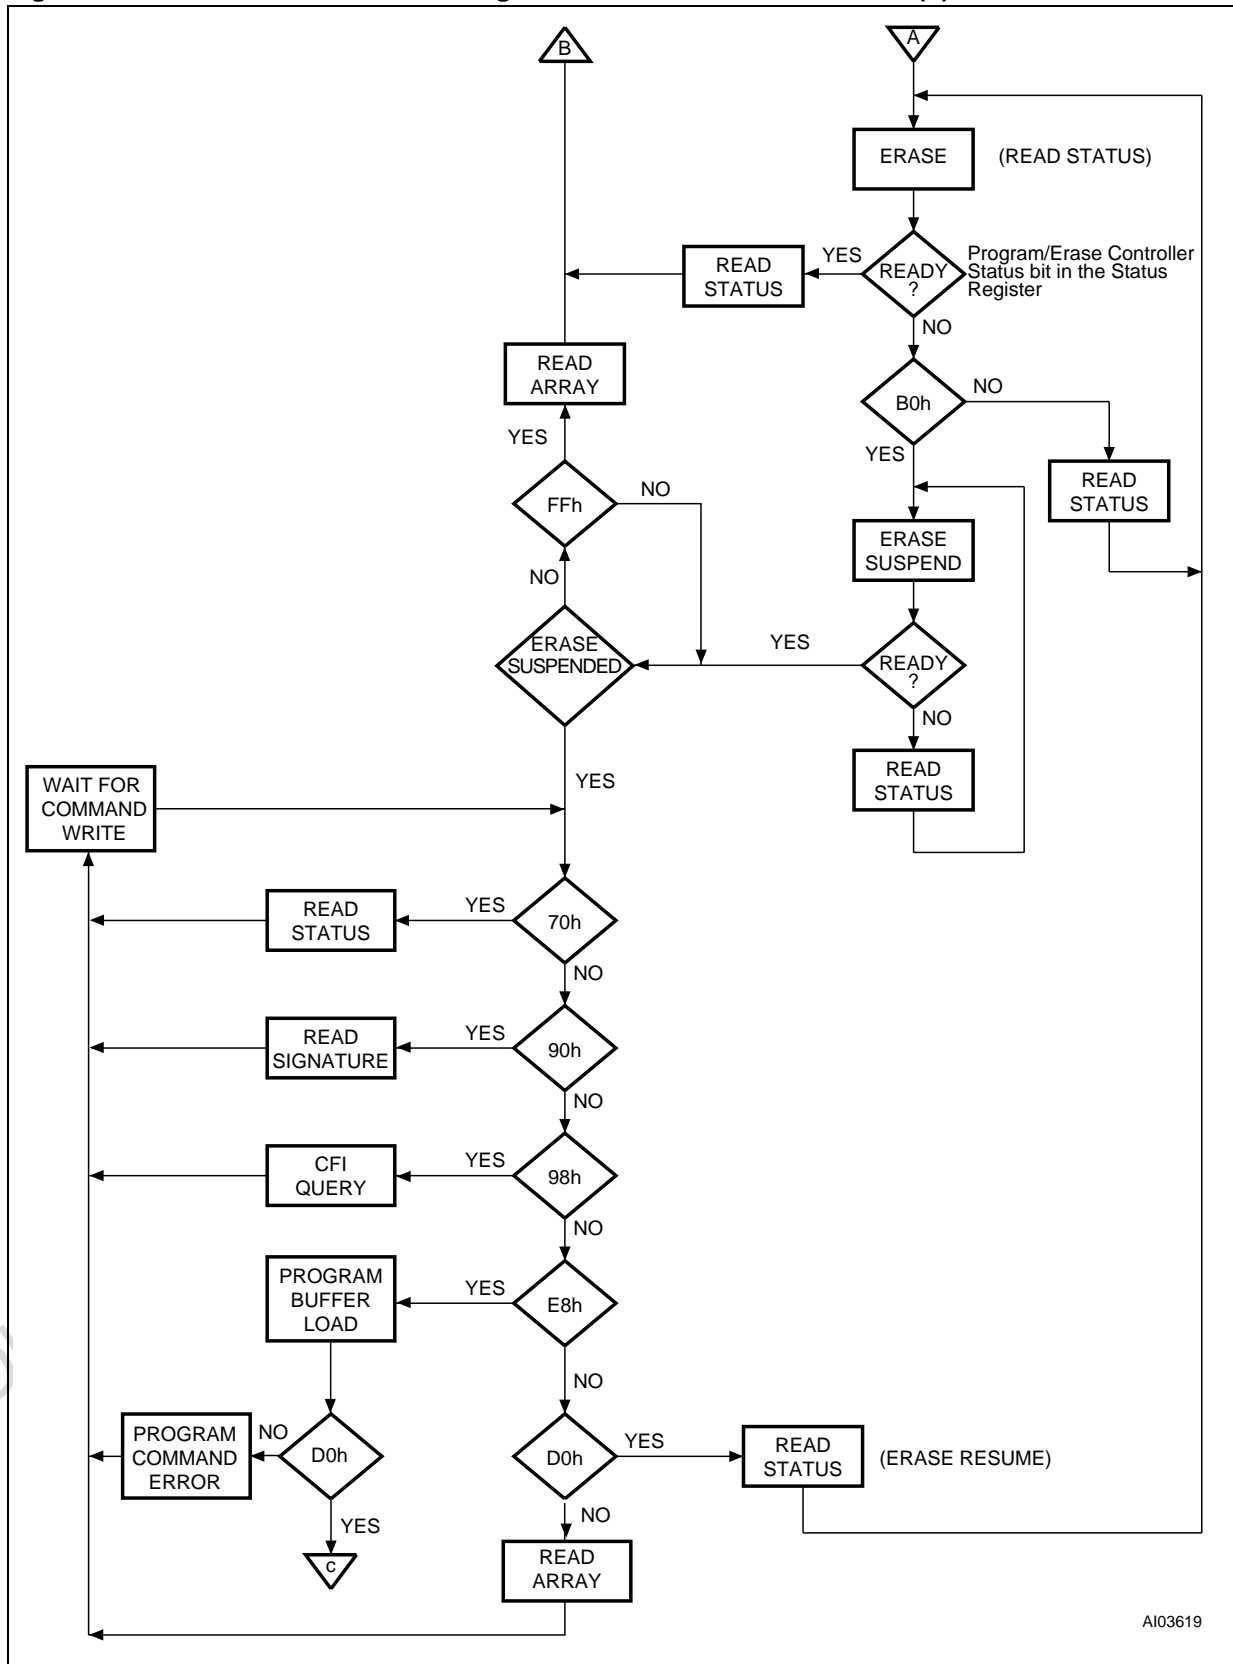 B
A
ERASE
(READ STATUS)
READ
STATUS
YES
READY
?
Program/Erase Controller
Status bit in the Status
Register
NO
READ
ARRAY
B0h
NO
YES
YES
READ
STATUS
FFh
NO
ERASE
SUSPEND
NO
ERASE
SUSPENDED
YES
READY
?
NO
READ
STATUS
WAIT FOR
COMMAND
WRITE
YES
READ
STATUS
YES
70h
NO
READ
SIGNATURE
YES
90h
NO
CFI
QUERY
YES
98h
NO
PROGRAM
BUFFER
LOAD
YES
E8h
NO
PROGRAM
COMMAND
ERROR
NO
D0h
YES
c
D0h
YES
READ
STATUS
(ERASE RESUME)
NO
READ
ARRAY
AI03619